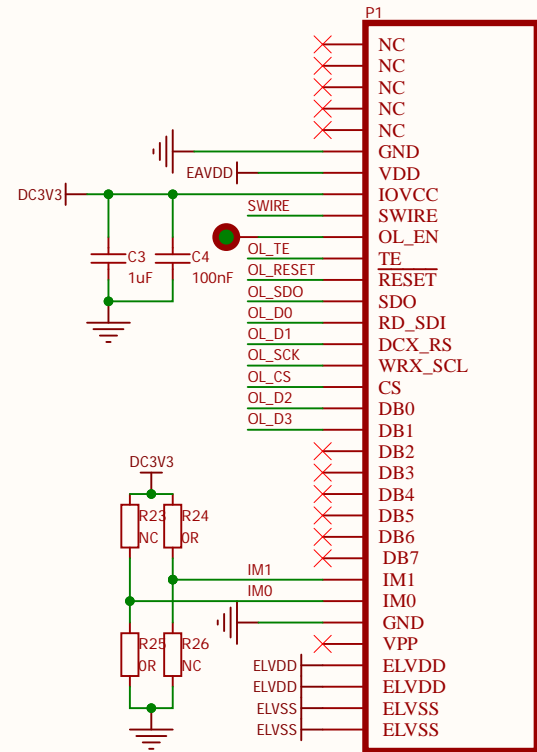 P1
NC
NC
NC
NC
NC
GND
EAVDD VDD
DC3V3 IOVCC
SWIRE SWIRE
OL_EN
OL_TE TE
OL_RESET RESET
OL_SDO SDO
OL_D0 RD_SDI
OL_D1 DCX_RS
OL_SCK WRX_SCL
OL_CS CS
OL_D2 DB0
OL_D3 DB1
C3 C4
1uF 100nF
DB2
DB3
DB4
DB5
DB6
DB7
DC3V3
R23 R24
NC 0R
IM1 IM1
IM0 IM0
GND
R25 R26
0R NC
VPP
ELVDD ELVDD
ELVDD ELVDD
ELVSS ELVSS
ELVSS ELVSS